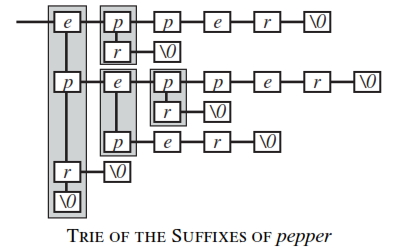 e p p e r \0
r \0
p e p p e r \0
r \0
p e r \0
r \0
\0
TRIE OF THE SUFFIXES OF pepper